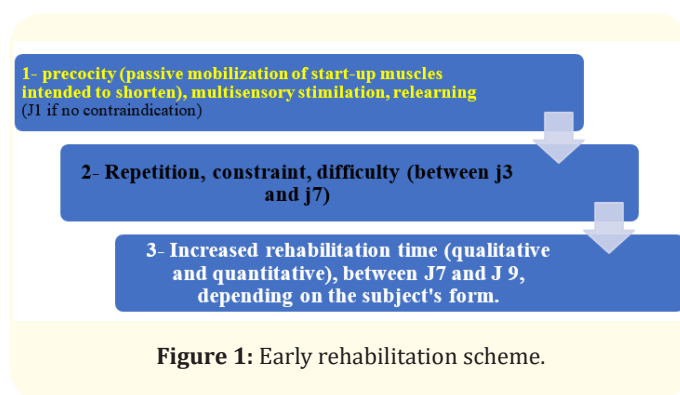 1- precocity (passive mobilization of start-up muscles
intended to shorten), multisensory stimilation, relearning
(J1 if no contraindication)
2- Repetition, constraint, difficulty (between j3
and j7)
3- Increased rehabilitation time (qualitative
and quantitative), between J7 and J 9,
depending on the subject's form.
Figure 1: Early rehabilitation scheme.